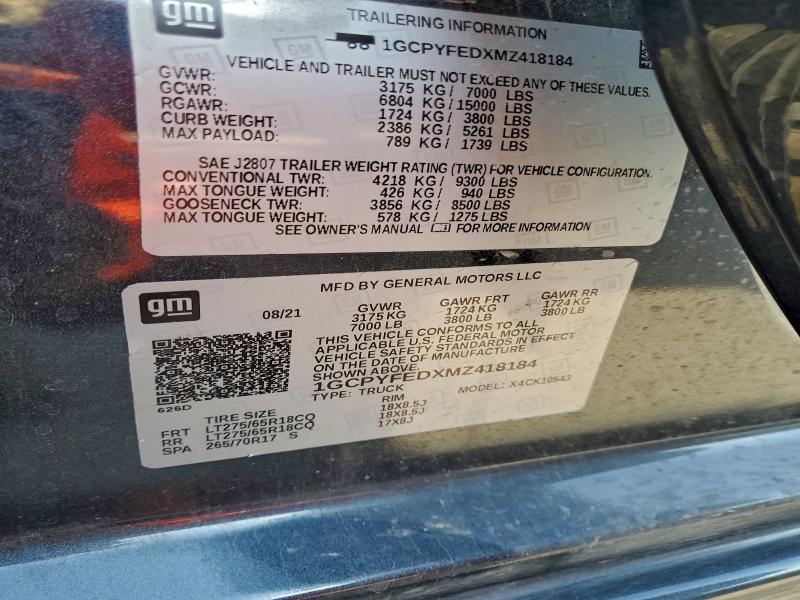 gm
TRAILERING INFORMATION
1GCPYFEDXMZ418184
VEHICLE AND TRAILER MUST NOT EXCEED ANY OF THESE VALUES.
GVWR: 3175 KG / 7000 LBS
GCWR: 6804 KG / 15000 LBS
RGAWR: 1724 KG / 3800 LBS
CURB WEIGHT: 2386 KG / 5261 LBS
MAX PAYLOAD: 789 KG / 1739 LBS
SAE J2807 TRAILER WEIGHT RATING (TWR) FOR VEHICLE CONFIGURATION.
CONVENTIONAL TWR: 4218 KG / 9300 LBS
MAX TONGUE WEIGHT: 426 KG / 940 LBS
GOOSENECK TWR: 3856 KG / 8500 LBS
MAX TONGUE WEIGHT: 578 KG / 1275 LBS
SEE OWNER'S MANUAL FOR MORE INFORMATION
gm
MFD BY GENERAL MOTORS LLC
08/21 GVWR GAWR FRT GAWR RR
3175 KG 1724 KG 1724 KG
7000 LB 3800 LB 3800 LB
THIS VEHICLE CONFORMS TO ALL
APPLICABLE U.S. FEDERAL MOTOR
VEHICLE SAFETY STANDARDS IN EFFECT
ON THE DATE OF MANUFACTURE
SHOWN ABOVE.
1GCPYFEDXMZ418184
TYPE: TRUCK MODEL: X4CK10543
626D
TIRE SIZE RIM
FRT LT275/65R18CQ 18X8.5J
RR LT275/65R18CQ 18X8.5J
SPA 265/70R17 S 17X8J